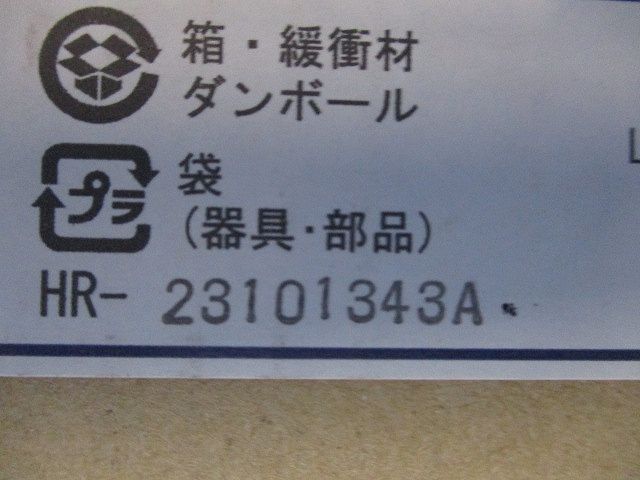 箱・緩衝材
ダンボール
プラ
袋
(器具・部品)
HR- 23101343A
L